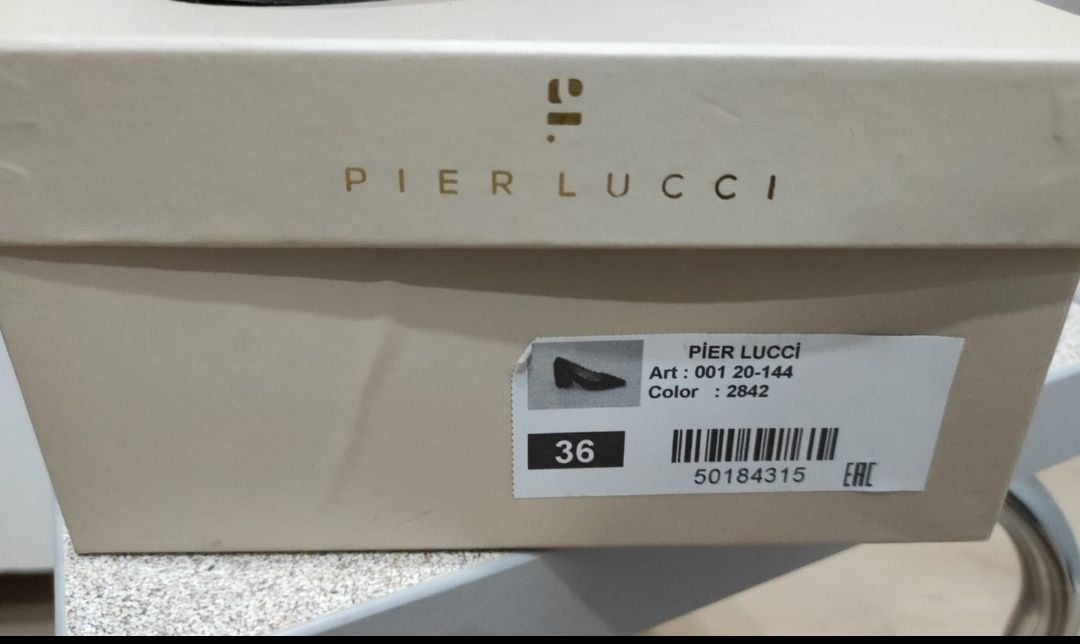 PIER LUCCI
PİER LUCCİ
Art : 001 20-144
Color : 2842
36
50184315
EAC